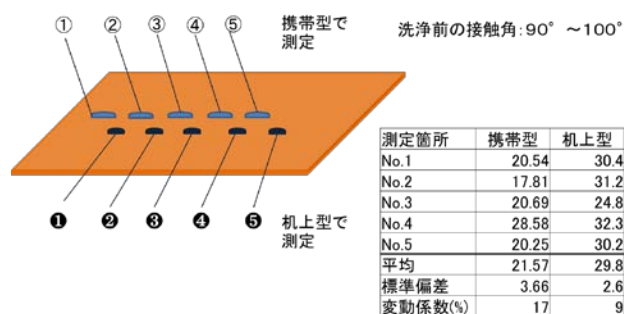 ① ② ③ ④ ⑤
携帯型で
測定
洗浄前の接触角:90° ~100°
❶ ❷ ❸ ❹ ❺
机上型で
測定
測定箇所 携帯型 机上型
No.1 20.54 30.4
No.2 17.81 31.2
No.3 20.69 24.8
No.4 28.58 32.3
No.5 20.25 30.2
平均 21.57 29.8
標準偏差 3.66 2.6
変動係数(%) 17 9